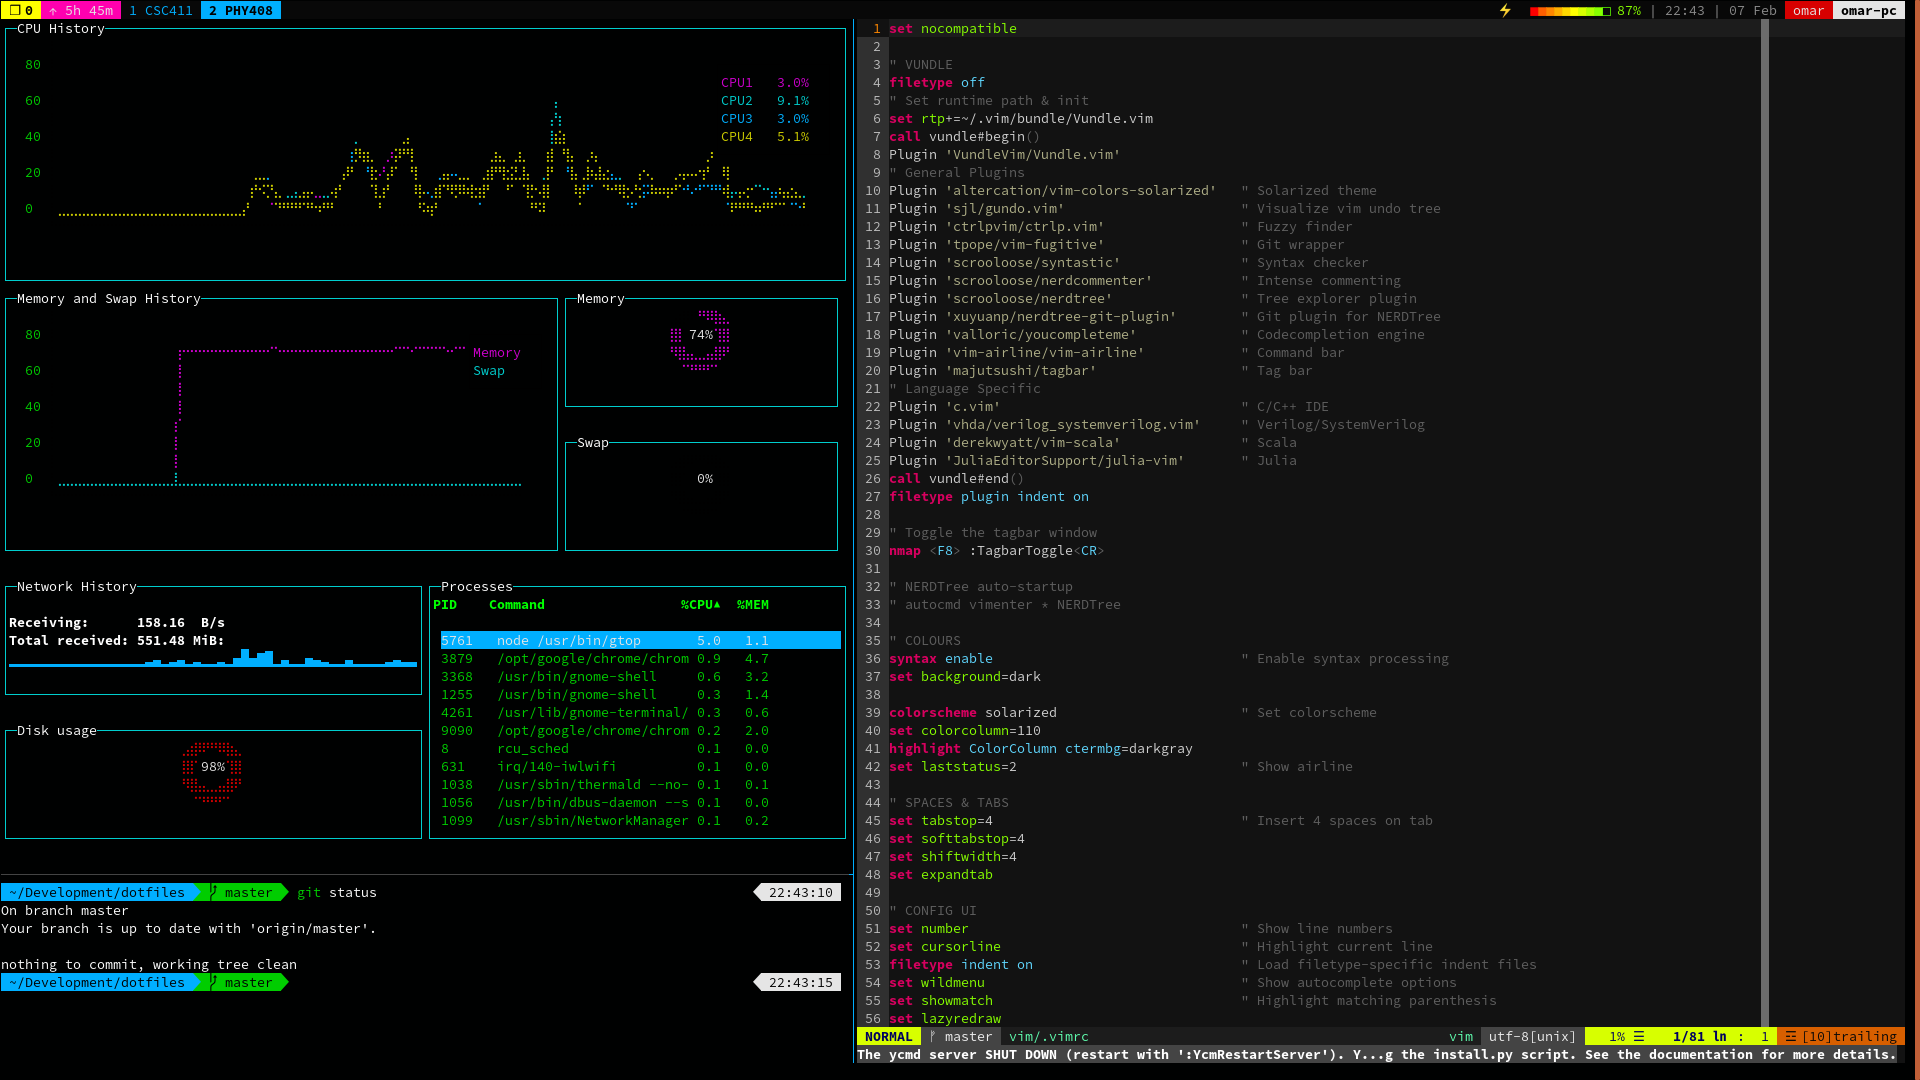 ❐ 0 ↑ 5h 45m 1 CSC411 2 PHY408 ⚡ 87% | 22:43 | 07 Feb omar omar-pc
CPU History
80
60
40
20
0
CPU1 3.0%
CPU2 9.1%
CPU3 3.0%
CPU4 5.1%
Memory and Swap History
80
60
40
20
0
Memory
Swap
Memory
74%
Swap
0%
Network History
Receiving: 158.16 B/s
Total received: 551.48 MiB:
Disk usage
98%
Processes
PID Command %CPU▲ %MEM
5761 node /usr/bin/gtop 5.0 1.1
3879 /opt/google/chrome/chrom 0.9 4.7
3368 /usr/bin/gnome-shell 0.6 3.2
1255 /usr/bin/gnome-shell 0.3 1.4
4261 /usr/lib/gnome-terminal/ 0.3 0.6
9090 /opt/google/chrome/chrom 0.2 2.0
8 rcu_sched 0.1 0.0
631 irq/140-iwlwifi 0.1 0.0
1038 /usr/sbin/thermald --no- 0.1 0.1
1056 /usr/bin/dbus-daemon --s 0.1 0.0
1099 /usr/sbin/NetworkManager 0.1 0.2
~/Development/dotfiles master git status 22:43:10
On branch master
Your branch is up to date with 'origin/master'.
nothing to commit, working tree clean
~/Development/dotfiles master 22:43:15
1 set nocompatible
2
3 " VUNDLE
4 filetype off
5 " Set runtime path & init
6 set rtp+=~/.vim/bundle/Vundle.vim
7 call vundle#begin()
8 Plugin 'VundleVim/Vundle.vim'
9 " General Plugins
10 Plugin 'altercation/vim-colors-solarized' " Solarized theme
11 Plugin 'sjl/gundo.vim' " Visualize vim undo tree
12 Plugin 'ctrlpvim/ctrlp.vim' " Fuzzy finder
13 Plugin 'tpope/vim-fugitive' " Git wrapper
14 Plugin 'scrooloose/syntastic' " Syntax checker
15 Plugin 'scrooloose/nerdcommenter' " Intense commenting
16 Plugin 'scrooloose/nerdtree' " Tree explorer plugin
17 Plugin 'xuyuanp/nerdtree-git-plugin' " Git plugin for NERDTree
18 Plugin 'valloric/youcompleteme' " Codecompletion engine
19 Plugin 'vim-airline/vim-airline' " Command bar
20 Plugin 'majutsushi/tagbar' " Tag bar
21 " Language Specific
22 Plugin 'c.vim' " C/C++ IDE
23 Plugin 'vhda/verilog_systemverilog.vim' " Verilog/SystemVerilog
24 Plugin 'derekwyatt/vim-scala' " Scala
25 Plugin 'JuliaEditorSupport/julia-vim' " Julia
26 call vundle#end()
27 filetype plugin indent on
28
29 " Toggle the tagbar window
30 nmap <F8> :TagbarToggle<CR>
31
32 " NERDTree auto-startup
33 " autocmd vimenter * NERDTree
34
35 " COLOURS
36 syntax enable " Enable syntax processing
37 set background=dark
38
39 colorscheme solarized " Set colorscheme
40 set colorcolumn=110
41 highlight ColorColumn ctermbg=darkgray
42 set laststatus=2 " Show airline
43
44 " SPACES & TABS
45 set tabstop=4 " Insert 4 spaces on tab
46 set softtabstop=4
47 set shiftwidth=4
48 set expandtab
49
50 " CONFIG UI
51 set number " Show line numbers
52 set cursorline " Highlight current line
53 filetype indent on " Load filetype-specific indent files
54 set wildmenu " Show autocomplete options
55 set showmatch " Highlight matching parenthesis
56 set lazyredraw
NORMAL master vim/.vimrc vim utf-8[unix] 1% ☰ 1/81 ln : 1 ☲ [10]trailing
The ycmd server SHUT DOWN (restart with ':YcmRestartServer'). Y...g the install.py script. See the documentation for more details.